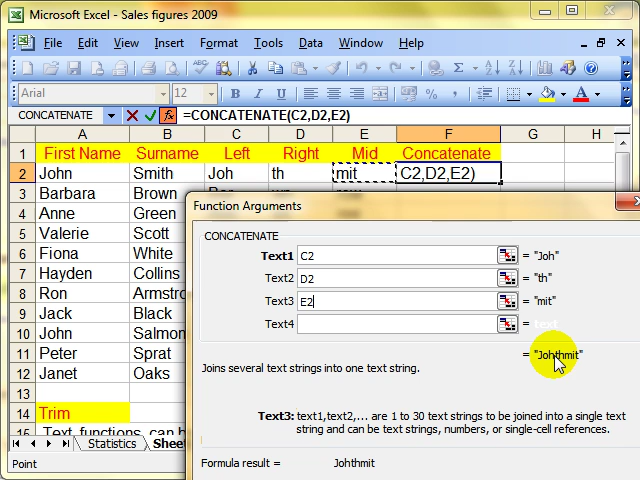 Microsoft Excel - Sales figures 2009
File Edit View Insert Format Tools Data Window Help
Arial 12 B I U
CONCATENATE =CONCATENATE(C2,D2,E2)
A B C D E F G H
1 First Name Surname Left Right Mid Concatenate
2 John Smith Joh th mit C2,D2,E2)
3 Barbara Brown
4 Anne Green
5 Valerie Scott
6 Fiona White
7 Hayden Collins
8 Ron Armstro
9 Jack Black
10 John Salmon
11 Peter Sprat
12 Janet Oaks
13
14 Trim
15 Text functions can b
Function Arguments
CONCATENATE
Text1 C2 = "Joh"
Text2 D2 = "th"
Text3 E2 = "mit"
Text4 = text
= "Johthmit"
Joins several text strings into one text string.
Text3: text1,text2,... are 1 to 30 text strings to be joined into a single text
string and can be text strings, numbers, or single-cell references.
Formula result = Johthmit
Statistics Sheet
Point